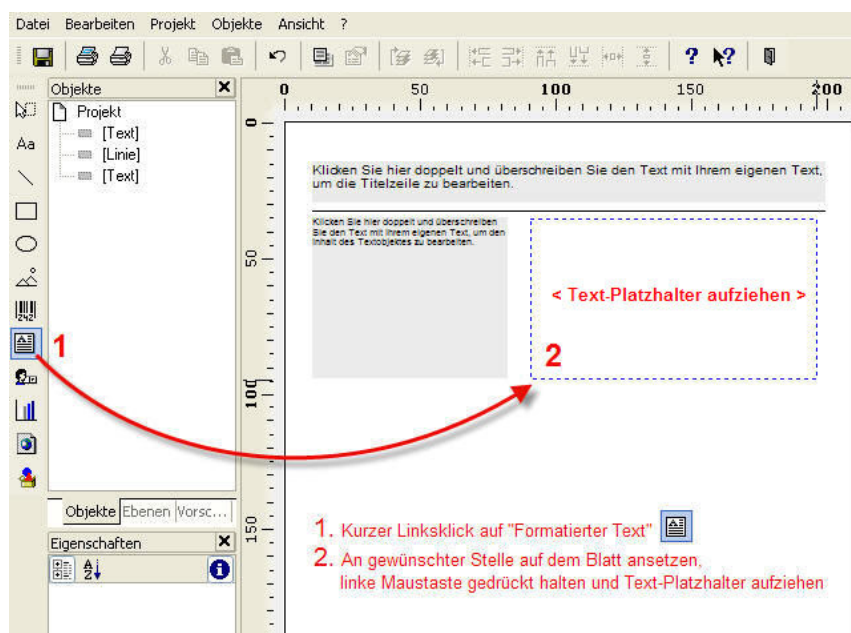 Datei Bearbeiten Projekt Objekte Ansicht ?
Objekte
0 50 100 150 200
Projekt
[Text]
[Linie]
[Text]
0
50
100
150
Aa
242
Klicken Sie hier doppelt und überschreiben Sie den Text mit Ihrem eigenen Text,
um die Titelzeile zu bearbeiten.
Klicken Sie hier doppelt und überschreiben
Sie den Text mit Ihrem eigenen Text, um den
Inhalt des Textobjektes zu bearbeiten.
< Text-Platzhalter aufziehen >
1
2
Objekte Ebenen Vorsc...
Eigenschaften
1. Kurzer Linksklick auf "Formatierter Text"
2. An gewünschter Stelle auf dem Blatt ansetzen,
linke Maustaste gedrückt halten und Text-Platzhalter aufziehen